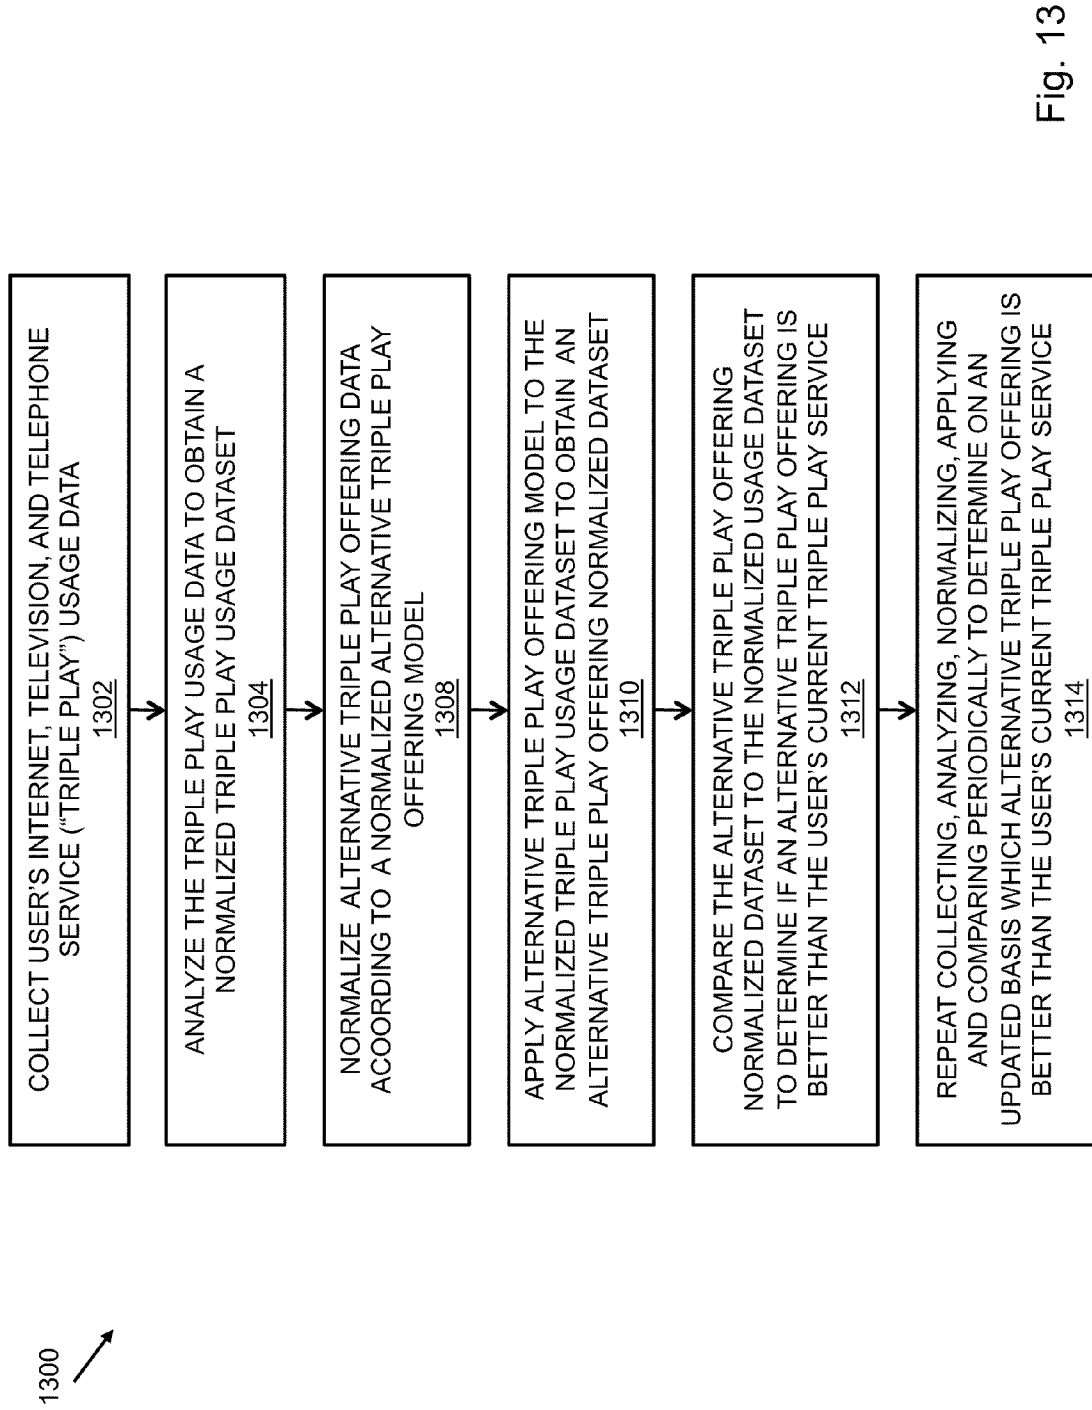 1300
COLLECT USER'S INTERNET, TELEVISION, AND TELEPHONE
SERVICE (“TRIPLE PLAY”) USAGE DATA
1302
ANALYZE THE TRIPLE PLAY USAGE DATA TO OBTAIN A
NORMALIZED TRIPLE PLAY USAGE DATASET
1304
NORMALIZE ALTERNATIVE TRIPLE PLAY OFFERING DATA
ACOORDING TO A NORMALIZED ALTERNATIVE TRIPLE PLAY
OFFERING MODEL
1308
APPLY ALTERNATIVE TRIPLE PLAY OFFERING MODEL TO THE
NORMALIZED TRIPLE PLAY USAGE DATASET TO OBTAIN AN
ALTERNATIVE TRIPLE PLAY OFFERING NORMALIZED DATASET
1310
COMPARE THE ALTERNATIVE TRIPLE PLAY OFFERING
NORMALIZED DATASET TO THE NORMALIZED USAGE DATASET
TO DETERMINE IF AN ALTERNATIVE TRIPLE PLAY OFFERING IS
BETTER THAN THE USER'S CURRENT TRIPLE PLAY SERVICE
1312
REPEAT COLLECTING, ANALYZING, NORMALIZING, APPLYING
AND COMPARING PERIODICALLY TO DETERMINE ON AN
UPDATED BASIS WHICH ALTERNATIVE TRIPLE PLAY OFFERING IS
BETTER THAN THE USER'S CURRENT TRIPLE PLAY SERVICE
1314
Fig. 13